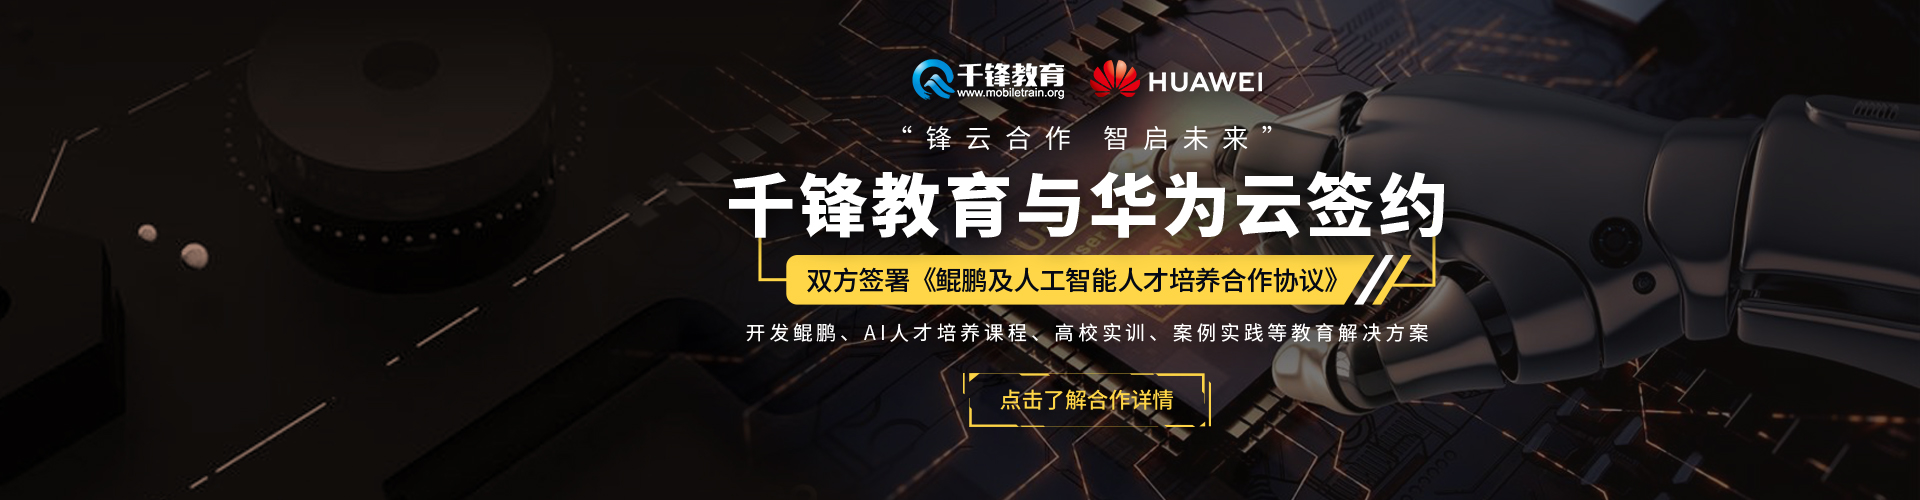 千锋教育 HUAWEI
www.mobiletrain.org
“锋云合作 智启未来”
千锋教育与华为云签约
双方签署《鲲鹏及人工智能人才培养合作协议》
开发鲲鹏、AI人才培养课程、高校实训、案例实践等教育解决方案
点击了解合作详情